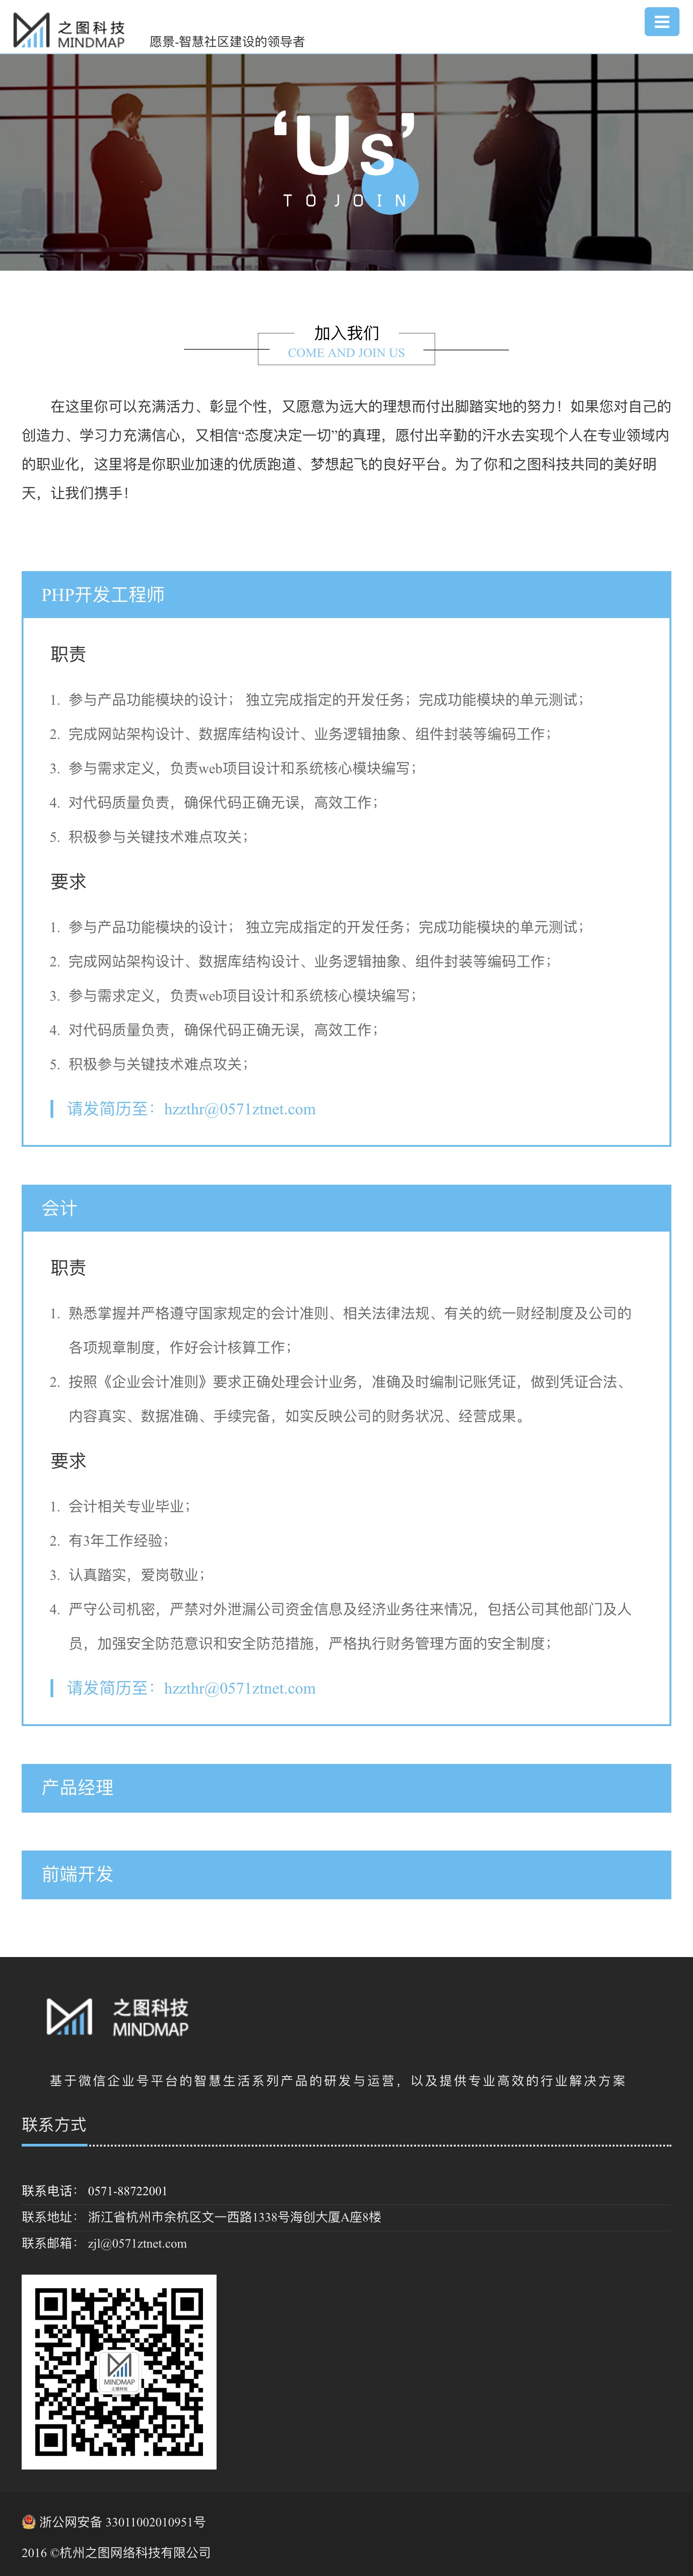 之图科技
MINDMAP
愿景-智慧社区建设的领导者
‘Us’
TO JOIN
加入我们
COME AND JOIN US
在这里你可以充满活力、彰显个性，又愿意为远大的理想而付出脚踏实地的努力！如果您对自己的
创造力、学习力充满信心，又相信“态度决定一切”的真理，愿付出辛勤的汗水去实现个人在专业领域内
的职业化，这里将是你职业加速的优质跑道、梦想起飞的良好平台。为了你和之图科技共同的美好明
天，让我们携手！
PHP开发工程师
职责
1. 参与产品功能模块的设计； 独立完成指定的开发任务；完成功能模块的单元测试；
2. 完成网站架构设计、数据库结构设计、业务逻辑抽象、组件封装等编码工作；
3. 参与需求定义，负责web项目设计和系统核心模块编写；
4. 对代码质量负责，确保代码正确无误，高效工作；
5. 积极参与关键技术难点攻关；
要求
1. 参与产品功能模块的设计； 独立完成指定的开发任务；完成功能模块的单元测试；
2. 完成网站架构设计、数据库结构设计、业务逻辑抽象、组件封装等编码工作；
3. 参与需求定义，负责web项目设计和系统核心模块编写；
4. 对代码质量负责，确保代码正确无误，高效工作；
5. 积极参与关键技术难点攻关；
请发简历至：hzzthr@0571ztnet.com
会计
职责
1. 熟悉掌握并严格遵守国家规定的会计准则、相关法律法规、有关的统一财经制度及公司的
各项规章制度，作好会计核算工作；
2. 按照《企业会计准则》要求正确处理会计业务，准确及时编制记账凭证，做到凭证合法、
内容真实、数据准确、手续完备，如实反映公司的财务状况、经营成果。
要求
1. 会计相关专业毕业；
2. 有3年工作经验；
3. 认真踏实，爱岗敬业；
4. 严守公司机密，严禁对外泄漏公司资金信息及经济业务往来情况，包括公司其他部门及人
员，加强安全防范意识和安全防范措施，严格执行财务管理方面的安全制度；
请发简历至：hzzthr@0571ztnet.com
产品经理
前端开发
之图科技
MINDMAP
基于微信企业号平台的智慧生活系列产品的研发与运营，以及提供专业高效的行业解决方案
联系方式
联系电话： 0571-88722001
联系地址： 浙江省杭州市余杭区文一西路1338号海创大厦A座8楼
联系邮箱： zjl@0571ztnet.com
MINDMAP
之图科技
浙公网安备 33011002010951号
2016 ©杭州之图网络科技有限公司